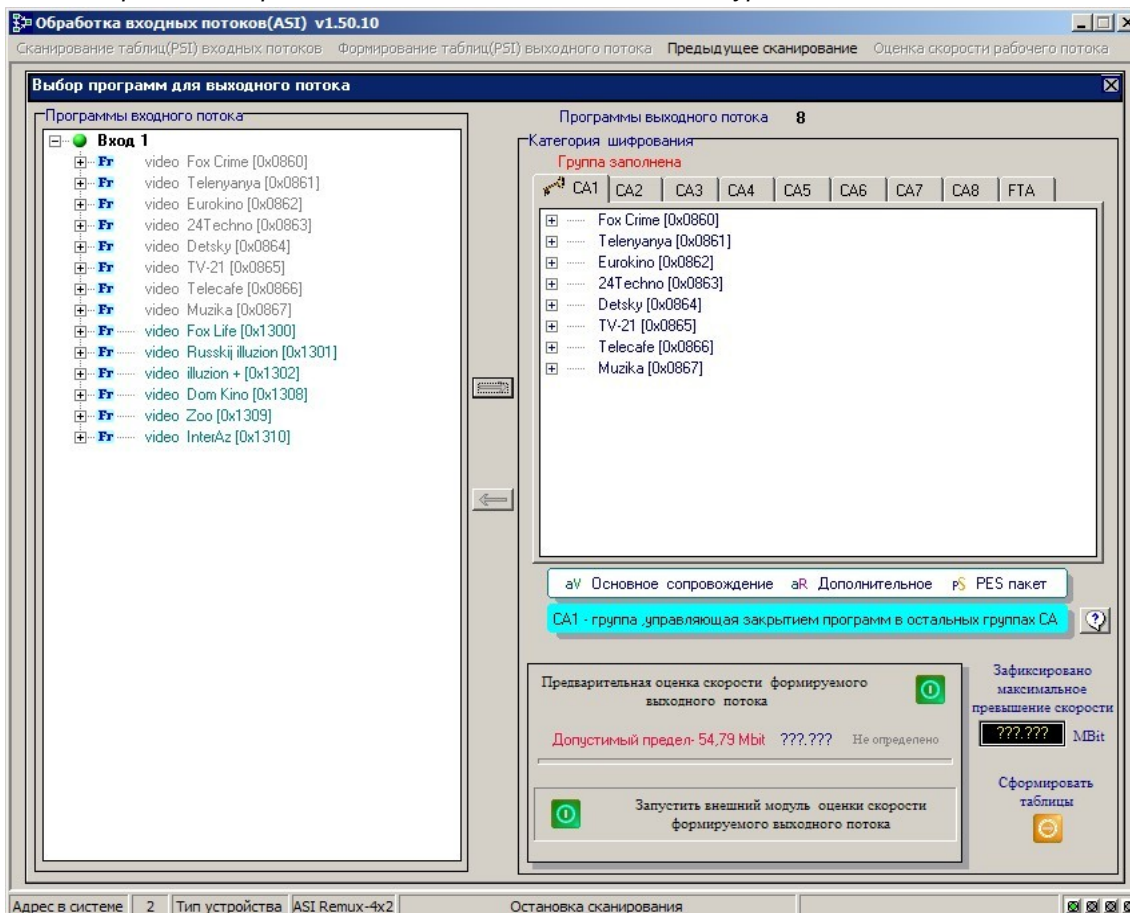 Обработка входных потоков(ASI) v1.50.10
Сканирование таблиц(PSI) входных потоков Формирование таблиц(PSI) выходного потока Предыдущее сканирование Оценка скорости рабочего потока
Выбор программ для выходного потока
Программы входного потока
Вход 1
Fr video Fox Crime [0x0860]
Fr video Telenyanya [0x0861]
Fr video Eurokino [0x0862]
Fr video 24Techno [0x0863]
Fr video Detsky [0x0864]
Fr video TV-21 [0x0865]
Fr video Telecafe [0x0866]
Fr video Muzika [0x0867]
Fr video Fox Life [0x1300]
Fr video Russkij illuzion [0x1301]
Fr video illuzion + [0x1302]
Fr video Dom Kino [0x1308]
Fr video Zoo [0x1309]
Fr video InterAz [0x1310]
Программы выходного потока 8
Категория шифрования
Группа заполнена
CA1 CA2 CA3 CA4 CA5 CA6 CA7 CA8 FTA
Fox Crime [0x0860]
Telenyanya [0x0861]
Eurokino [0x0862]
24Techno [0x0863]
Detsky [0x0864]
TV-21 [0x0865]
Telecafe [0x0866]
Muzika [0x0867]
aV Основное сопровождение aR Дополнительное pS PES пакет
CA1 - группа ,управляющая закрытием программ в остальных группах CA
Предварительная оценка скорости формируемого
выходного потока
Допустимый предел- 54,79 Mbit ???.??? Не определено
Запустить внешний модуль оценки скорости
формируемого выходного потока
Зафиксировано
максимальное
превышение скорости
???.??? MBit
Сформировать
таблицы
Адрес в системе 2 Тип устройства ASI Remux-4x2 Остановка сканирования